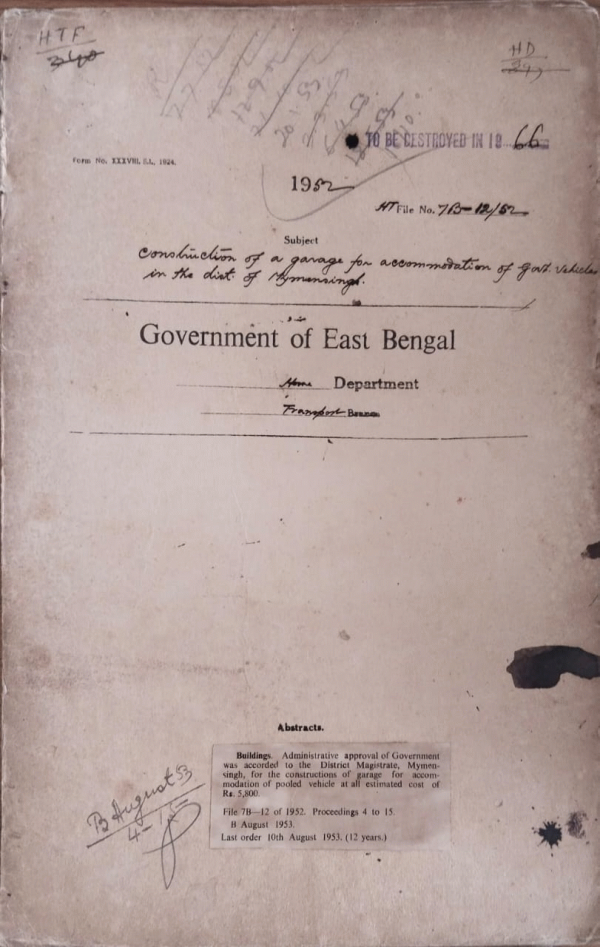 HTF
HD
TO BE DESTROYED IN 19 66
Form No. XXXVIII, S.I., 1924.
1952
HT File No. 7B-12/52
Subject
Construction of a garage for accommodation of Govt. vehicles
in the dist. of Mymensingh.
Government of East Bengal
Home Department
Transport Branch
Abstracts.
Buildings. Administrative approval of Government
was accorded to the District Magistrate, Mymen-
singh, for the constructions of garage for accom-
modation of pooled vehicle at all estimated cost of
Rs. 5,800.
File 7B—12 of 1952. Proceedings 4 to 15.
B August 1953.
Last order 10th August 1953. (12 years.)
B August 53
4-15